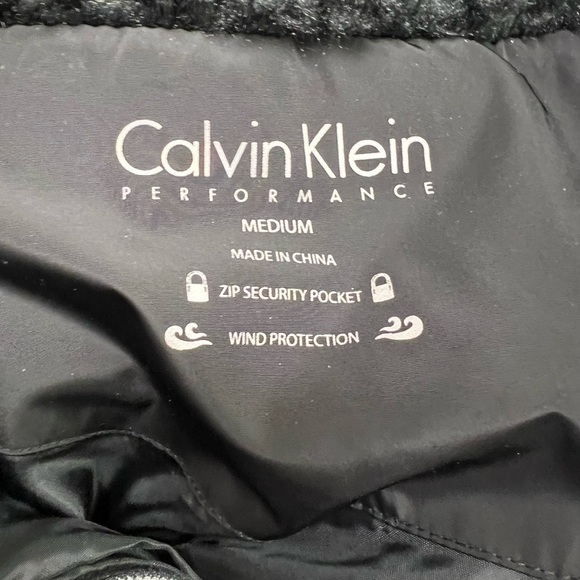 Calvin Klein
PERFORMANCE
MEDIUM
MADE IN CHINA
ZIP SECURITY POCKET
WIND PROTECTION